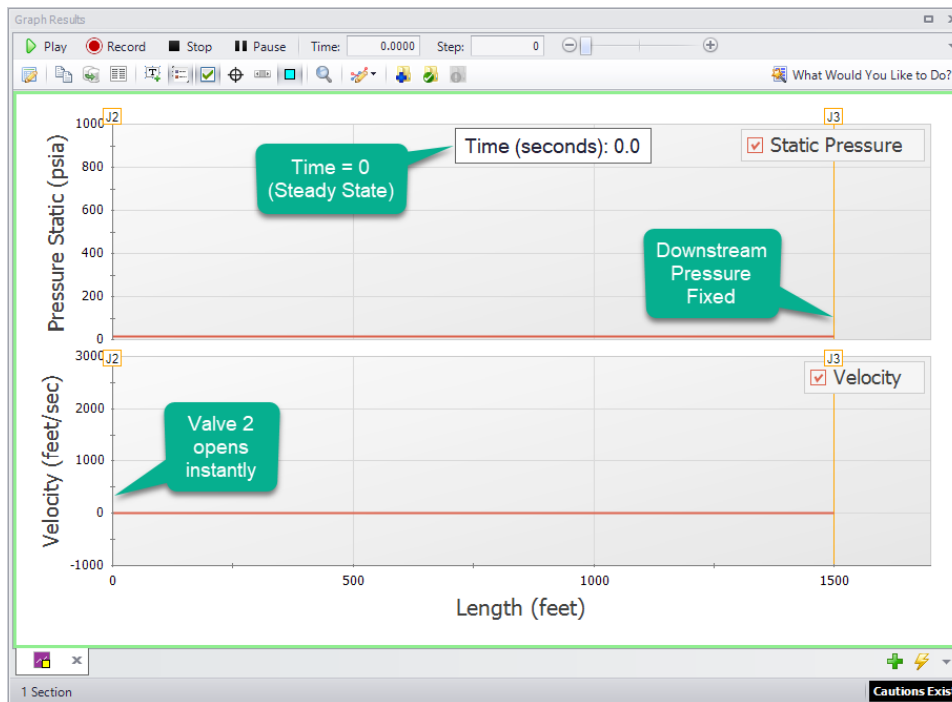 Graph Results
Play Record Stop Pause Time: 0.0000 Step: 0
What Would You Like to Do?
J2 J3
Time (seconds): 0.0
Static Pressure
Time = 0
(Steady State)
Downstream
Pressure
Fixed
Pressure Static (psia)
1000
800
600
400
200
0
J2 J3
Velocity
Valve 2
opens
instantly
Velocity (feet/sec)
3000
2000
1000
0
-1000
0 500 1000 1500
Length (feet)
1 Section
Cautions Exist